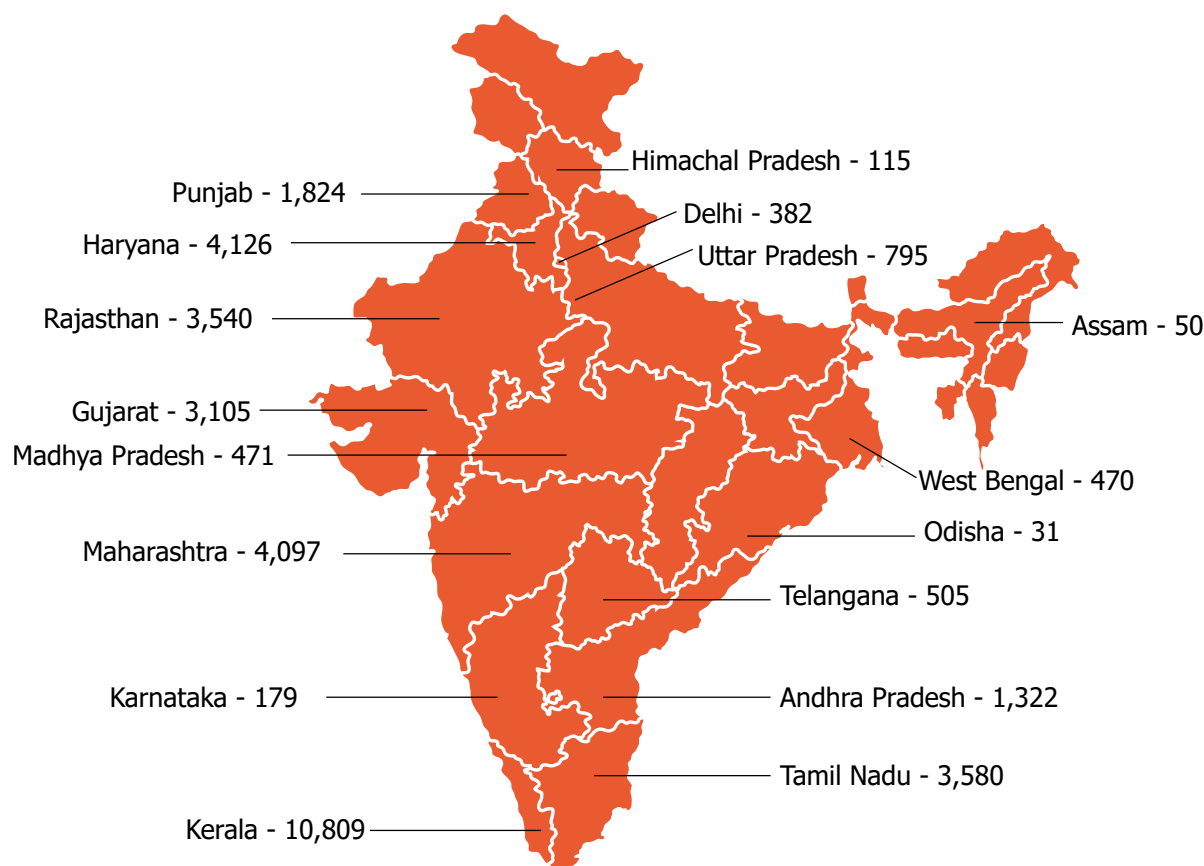 Himachal Pradesh - 115
Punjab - 1,824
Delhi - 382
Haryana - 4,126
Uttar Pradesh - 795
Rajasthan - 3,540
Assam - 50
Gujarat - 3,105
Madhya Pradesh - 471
West Bengal - 470
Odisha - 31
Maharashtra - 4,097
Telangana - 505
Karnataka - 179
Andhra Pradesh - 1,322
Tamil Nadu - 3,580
Kerala - 10,809